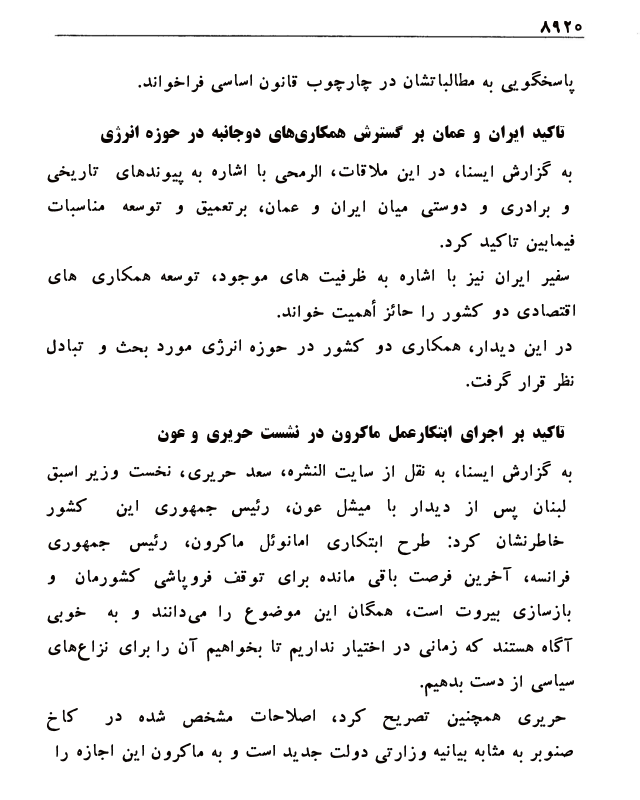 ۸۹۲۰
پاسخگویی به مطالباتشان در چارچوب قانون اساسی فراخواند.
تاکید ایران و عمان بر گسترش همکاری‌های دوجانبه در حوزه انرژی
به گزارش ایسنا، در این ملاقات، الرمحی با اشاره به پیوندهای تاریخی
و برادری و دوستی میان ایران و عمان، برتعمیق و توسعه مناسبات
فیمابین تاکید کرد.
سفیر ایران نیز با اشاره به ظرفیت های موجود، توسعه همکاری های
اقتصادی دو کشور را حائز أهمیت خواند.
در این دیدار، همکاری دو کشور در حوزه انرژی مورد بحث و تبادل
نظر قرار گرفت.
تاکید بر اجرای ابتکارعمل ماکرون در نشست حریری و عون
به گزارش ایسنا، به نقل از سایت النشره، سعد حریری، نخست وزیر اسبق
لبنان پس از دیدار با میشل عون، رئیس جمهوری این کشور
خاطرنشان کرد: طرح ابتکاری امانوئل ماکرون، رئیس جمهوری
فرانسه، آخرین فرصت باقی مانده برای توقف فروپاشی کشورمان و
بازسازی بیروت است، همگان این موضوع را می‌دانند و به خوبی
آگاه هستند که زمانی در اختیار نداریم تا بخواهیم آن را برای نزاع‌های
سیاسی از دست بدهیم.
حریری همچنین تصریح کرد، اصلاحات مشخص شده در کاخ
صنوبر به مثابه بیانیه وزارتی دولت جدید است و به ماکرون این اجازه را